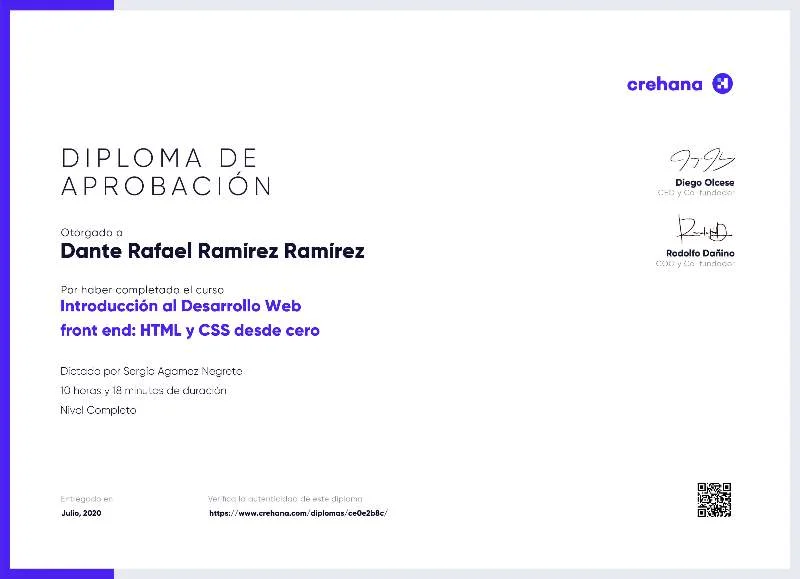 crehana
DIPLOMA DE
APROBACIÓN
Otorgado a
Dante Rafael Ramírez Ramírez
Por haber completado el curso
Introducción al Desarrollo Web
front end: HTML y CSS desde cero
Dictado por Sergio Agamez Negrete
10 horas y 18 minutos de duración
Nivel Completo
Diego Olcese
CEO y Co-fundador
Rodolfo Dañino
COO y Co-fundador
Entregado en
Julio, 2020
Verifica la autenticidad de este diploma
https://www.crehana.com/diplomas/ce0e2b8c/